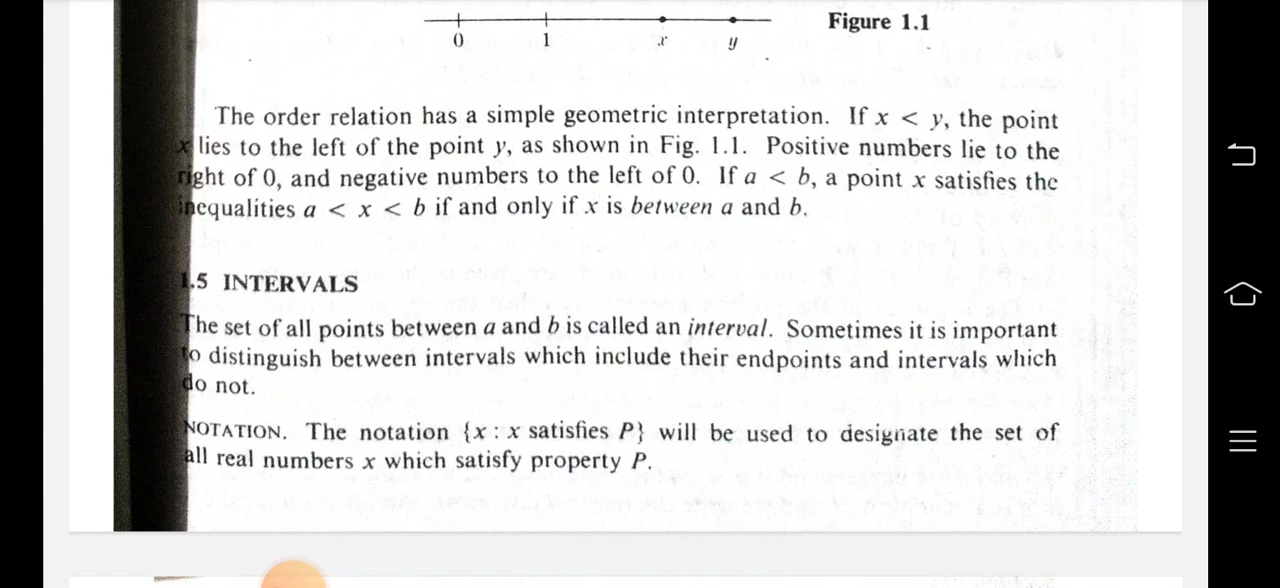 Figure 1.1
0 1 x y
The order relation has a simple geometric interpretation. If x < y, the point
x lies to the left of the point y, as shown in Fig. 1.1. Positive numbers lie to the
right of 0, and negative numbers to the left of 0. If a < b, a point x satisfies the
inequalities a < x < b if and only if x is between a and b.
1.5 INTERVALS
The set of all points between a and b is called an interval. Sometimes it is important
to distinguish between intervals which include their endpoints and intervals which
do not.
NOTATION. The notation {x : x satisfies P} will be used to designate the set of
all real numbers x which satisfy property P.